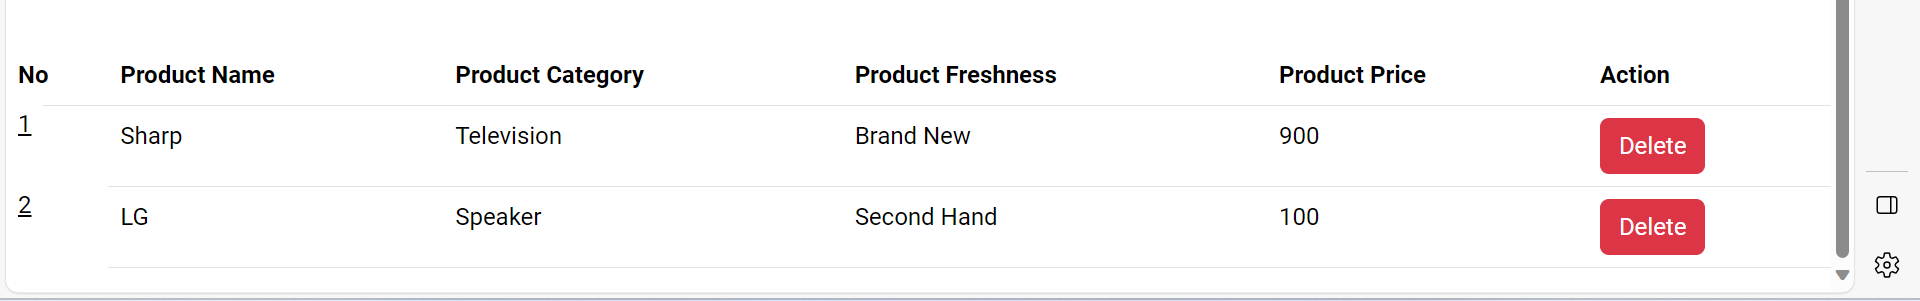 No Product Name Product Category Product Freshness Product Price Action
1 Sharp Television Brand New 900 Delete
2 LG Speaker Second Hand 100 Delete